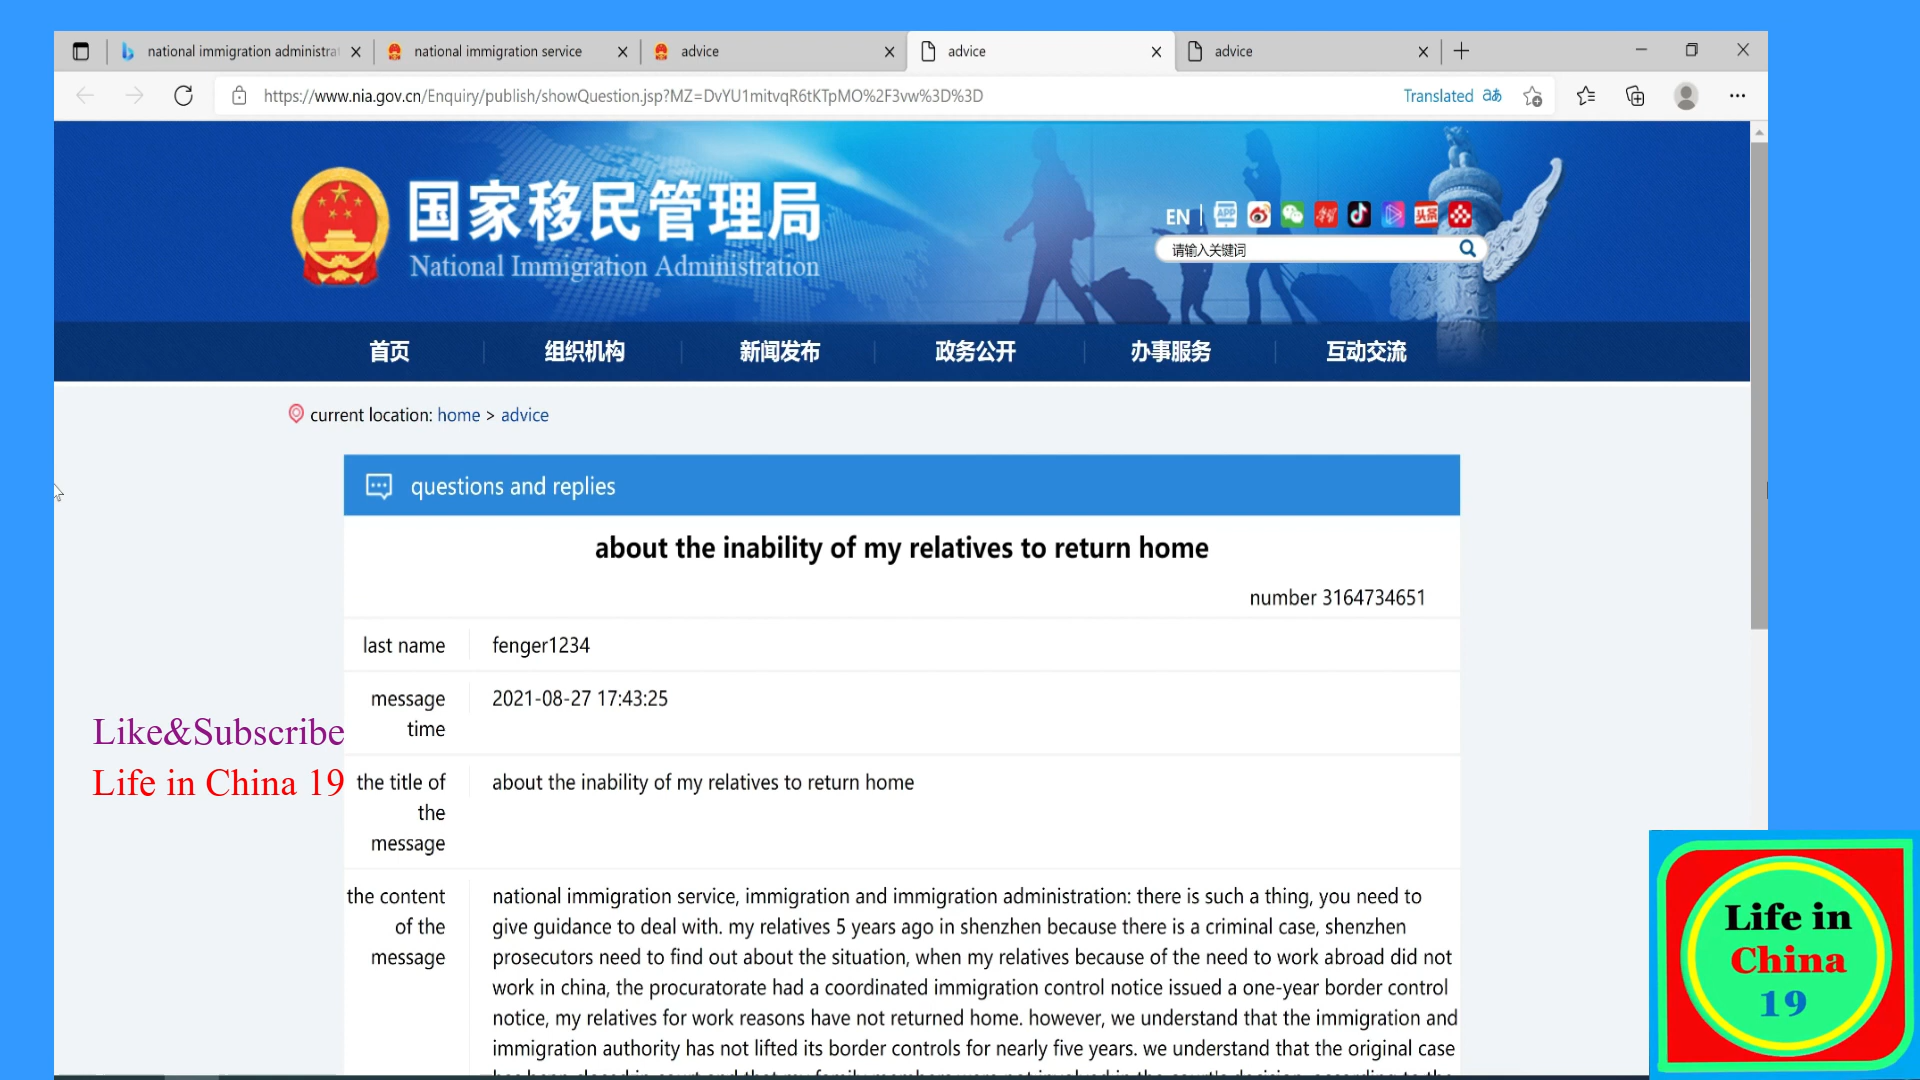 national immigration administra
national immigration service
advice
advice
advice
https://www.nia.gov.cn/Enquiry/publish/showQuestion.jsp?MZ=DvYU1mitvqR6tKTpMO%2F3vw%3D%3D
Translated
国家移民管理局
National Immigration Administration
EN
APP
头条
请输入关键词
首页
组织机构
新闻发布
政务公开
办事服务
互动交流
current location: home > advice
questions and replies
about the inability of my relatives to return home
number 3164734651
last name
fenger1234
message time
2021-08-27 17:43:25
the title of the message
about the inability of my relatives to return home
the content of the message
national immigration service, immigration and immigration administration: there is such a thing, you need to
give guidance to deal with. my relatives 5 years ago in shenzhen because there is a criminal case, shenzhen
prosecutors need to find out about the situation, when my relatives because of the need to work abroad did not
work in china, the procuratorate had a coordinated immigration control notice issued a one-year border control
notice, my relatives for work reasons have not returned home. however, we understand that the immigration and
immigration authority has not lifted its border controls for nearly five years. we understand that the original case
Like&Subscribe
Life in China 19
Life in
China
19